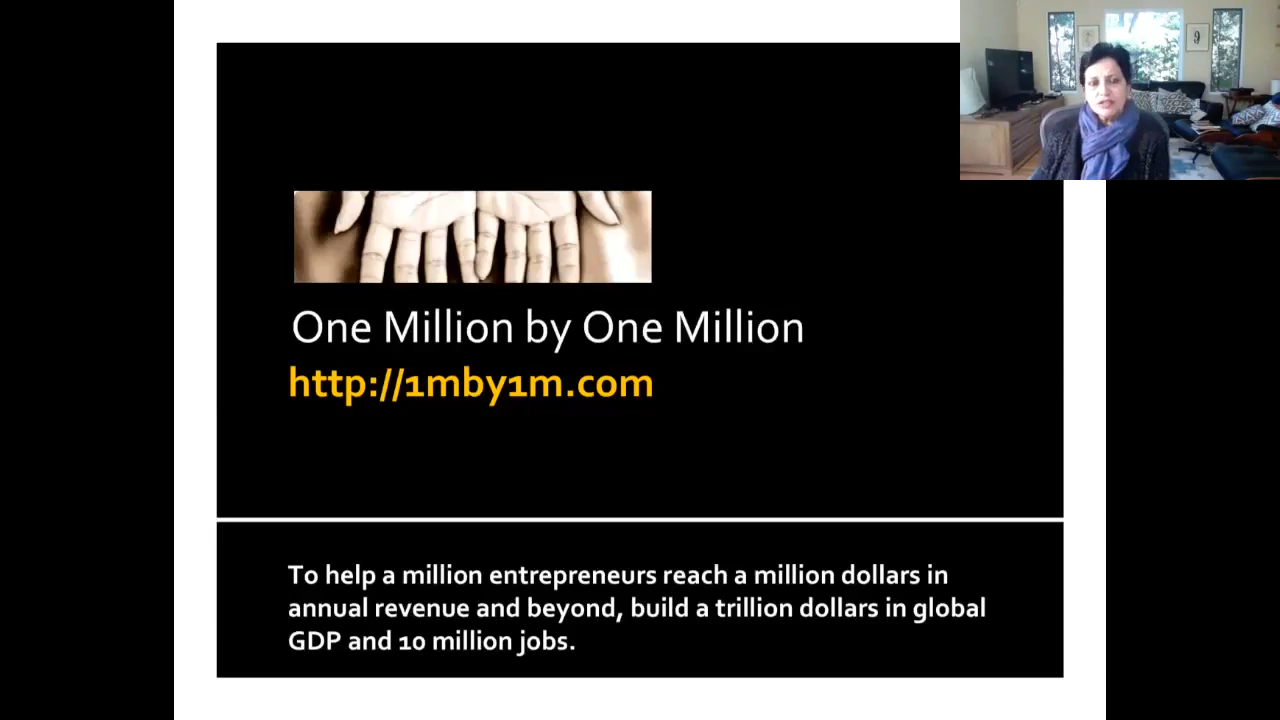 One Million by One Million
http://1mby1m.com
To help a million entrepreneurs reach a million dollars in
annual revenue and beyond, build a trillion dollars in global
GDP and 10 million jobs.